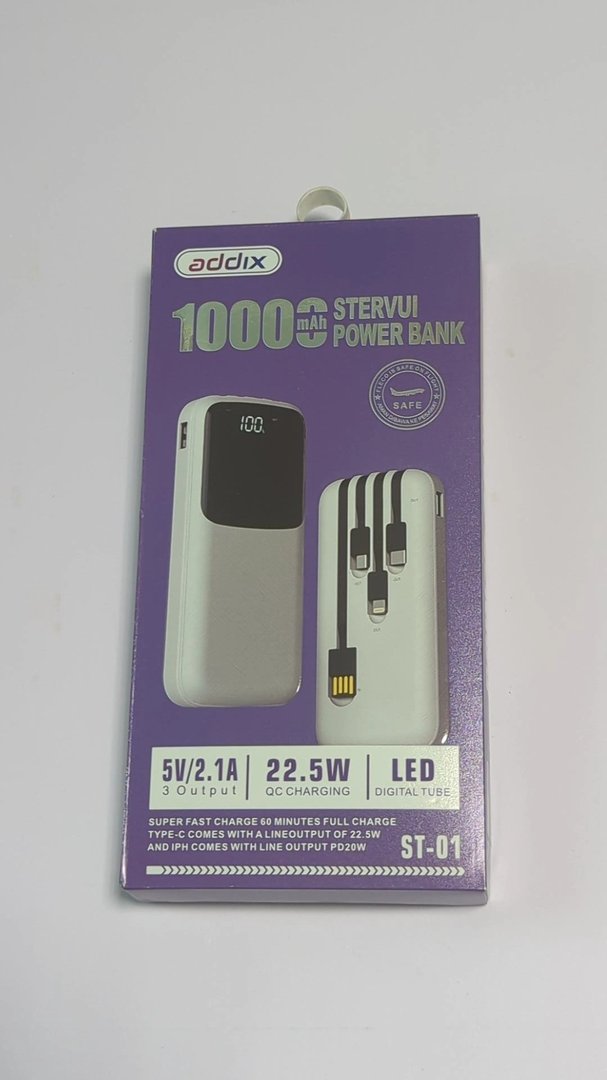 addix
10000 mAh
STERVUI
POWER BANK
SAFE
100%
OUT
5V/2.1A
3 Output
22.5W
QC CHARGING
LED
DIGITAL TUBE
SUPER FAST CHARGE 60 MINUTES FULL CHARGE
TYPE-C COMES WITH A LINEOUTPUT OF 22.5W
AND IPH COMES WITH LINE OUTPUT PD20W
ST-01